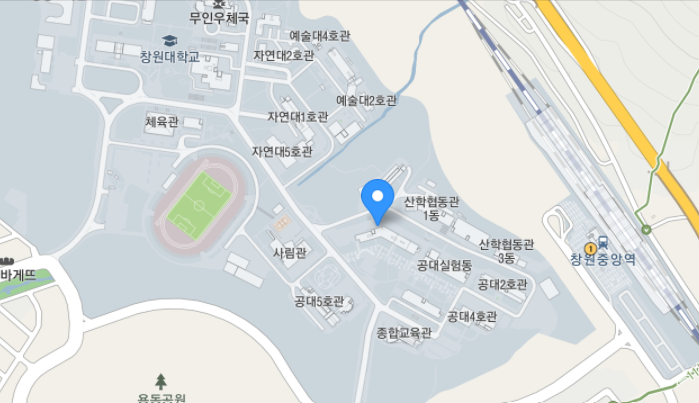 무인우체국
예술대4호관
창원대학교
자연대2호관
예술대2호관
체육관
자연대1호관
자연대5호관
산학협동관
1동
사림관
산학협동관
3동
1
창원중앙역
공대실험동
바게뜨
공대2호관
공대5호관
공대4호관
종합교육관
용동공원